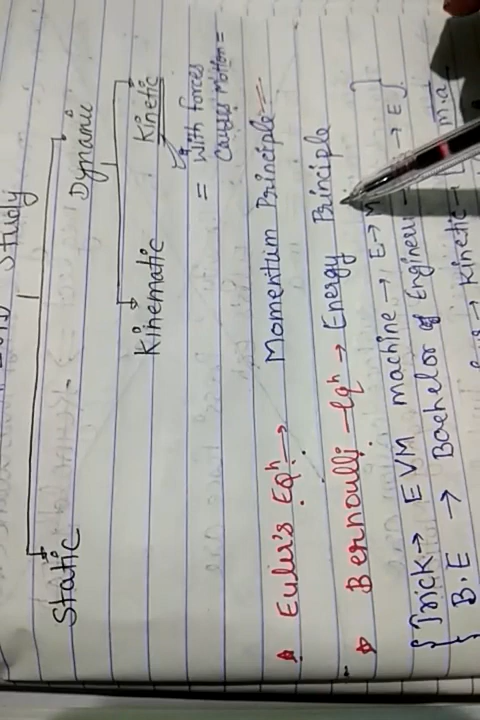 Study
Static Dynamic
Kinematic Kinetic
= With forces
Causes Motion =
Euler's Eqn → Momentum Principle
Bernoulli Eqn → Energy Principle
{ Trick → EVM machine → E → M
B.E → Bachelor of Engineer → E
Kinetic → m.a